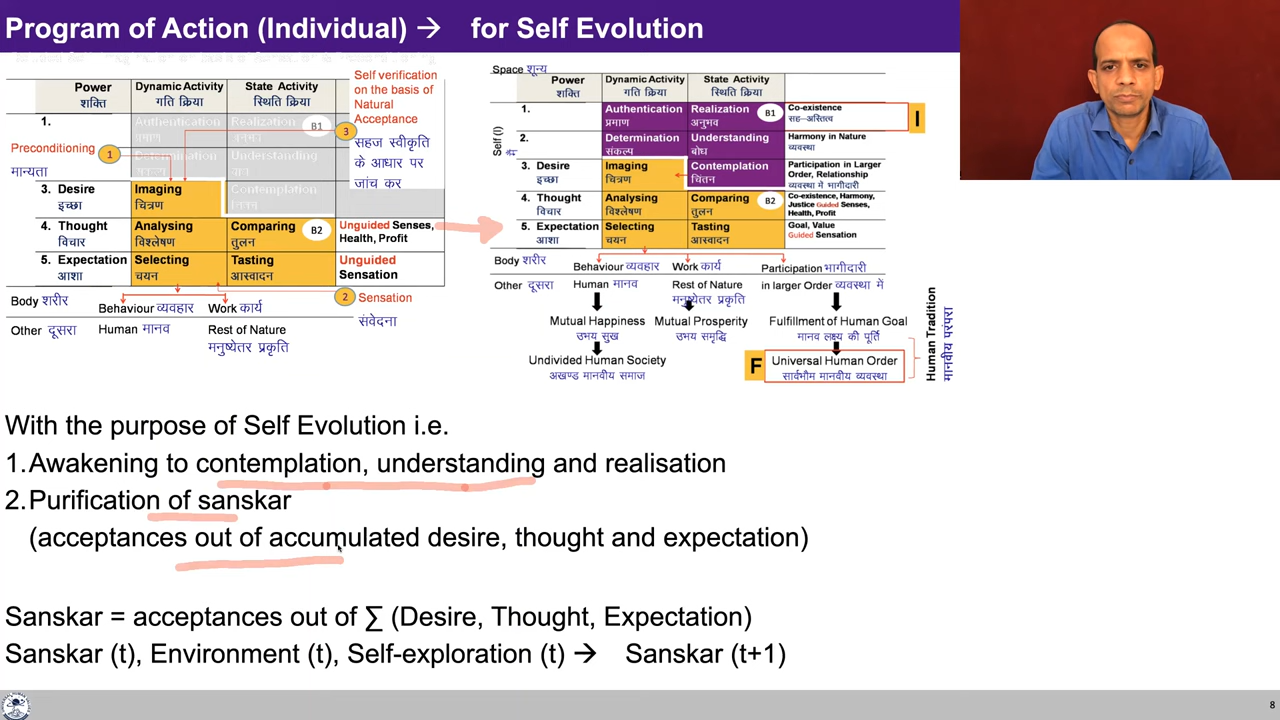 Program of Action (Individual) → for Self Evolution
Power Dynamic Activity State Activity
शक्ति गति क्रिया स्थिति क्रिया
Self verification
on the basis of
Natural
Acceptance
3
सहज स्वीकृति
के आधार पर
जांच कर
1. Authentication Realization B1
प्रमाण अनुभव
Preconditioning 1
मान्यता
Determination Understanding
3. Desire Imaging Contemplation
इच्छा चित्रण चिंतन
4. Thought Analysing Comparing B2 Unguided Senses,
विचार विश्लेषण तुलन Health, Profit
5. Expectation Selecting Tasting Unguided
आशा चयन आस्वादन Sensation
Body शरीर Behaviour व्यवहार Work कार्य
2 Sensation
संवेदना
Other दूसरा Human मानव Rest of Nature
मनुष्येतर प्रकृति
Space शून्य
Power Dynamic Activity State Activity
शक्ति गति क्रिया स्थिति क्रिया
Self (I)
मैं
1. Authentication Realization B1 Co-existence I
प्रमाण अनुभव सह–अस्तित्व
2. Determination Understanding Harmony in Nature
संकल्प बोध व्यवस्था
3. Desire Imaging Contemplation Participation in Larger
इच्छा चित्रण चिंतन Order, Relationship
व्यवस्था में भागीदारी
4. Thought Analysing Comparing B2 Co-existence, Harmony,
विचार विश्लेषण तुलन Justice Guided Senses,
Health, Profit
5. Expectation Selecting Tasting Goal, Value
आशा चयन आस्वादन Guided Sensation
Body शरीर Behaviour व्यवहार Work कार्य Participation भागीदारी
Other दूसरा Human मानव Rest of Nature in larger Order व्यवस्था में
मनुष्येतर प्रकृति
Mutual Happiness Mutual Prosperity Fulfillment of Human Goal
उभय सुख उभय समृद्धि मानव लक्ष्य की पूर्ति
Undivided Human Society F Universal Human Order
अखण्ड मानवीय समाज सार्वभौम मानवीय व्यवस्था
Human Tradition
मानवीय परंपरा
With the purpose of Self Evolution i.e.
1. Awakening to contemplation, understanding and realisation
2. Purification of sanskar
(acceptances out of accumulated desire, thought and expectation)
Sanskar = acceptances out of ∑ (Desire, Thought, Expectation)
Sanskar (t), Environment (t), Self-exploration (t) → Sanskar (t+1)
8